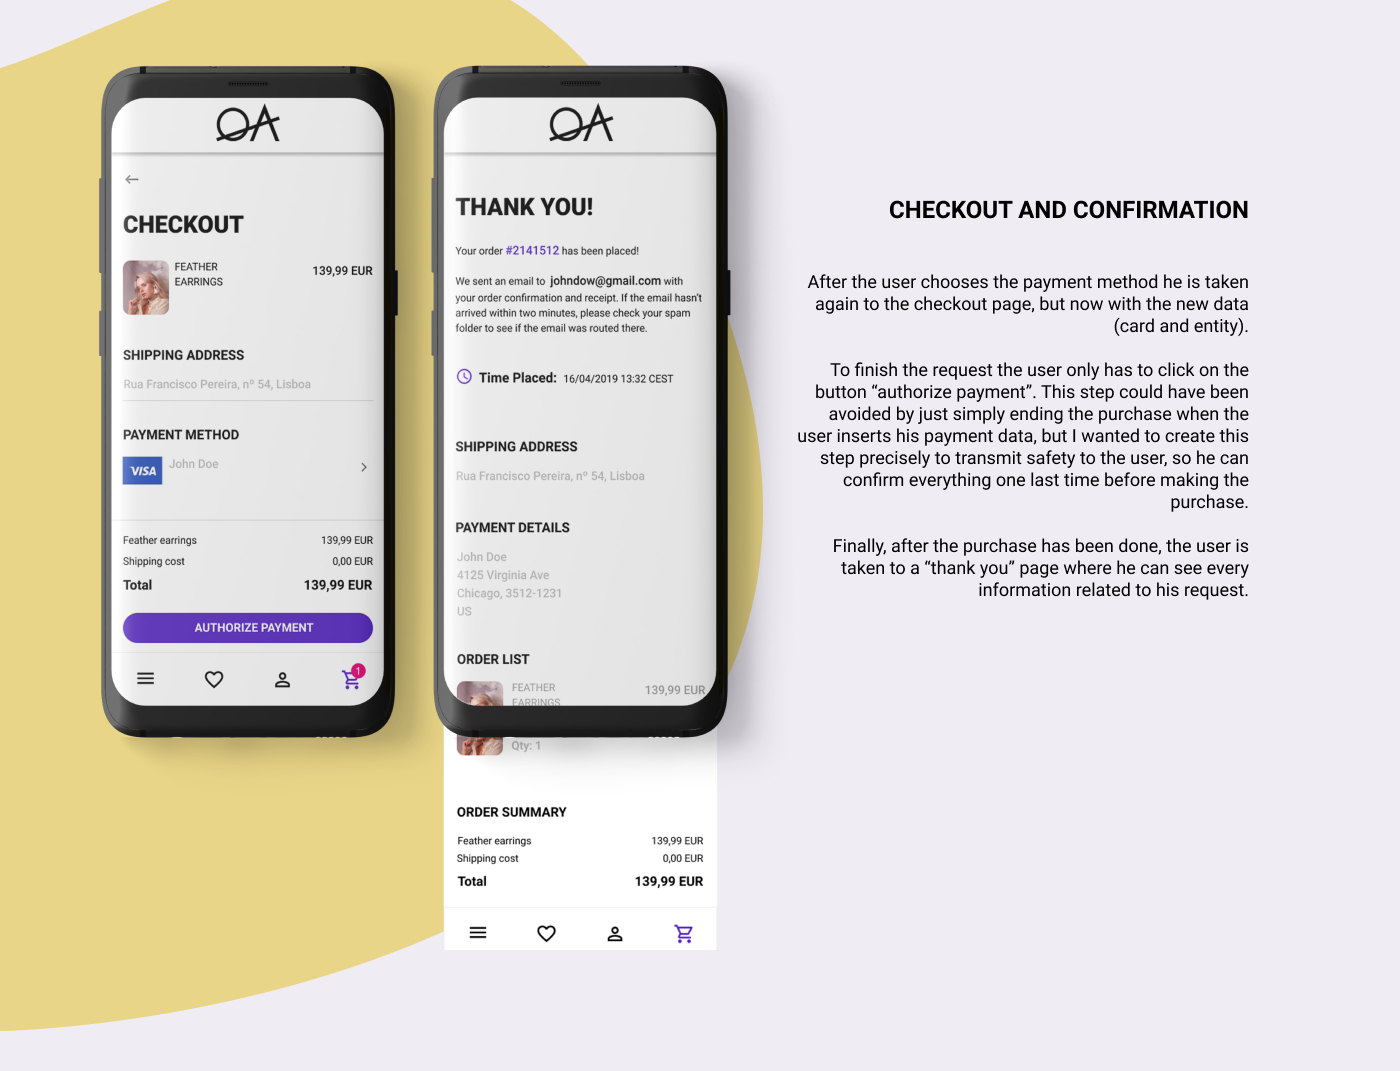 OA
CHECKOUT
FEATHER
EARRINGS
139,99 EUR
SHIPPING ADDRESS
Rua Francisco Pereira, nº 54, Lisboa
PAYMENT METHOD
VISA
John Doe
Feather earrings 139,99 EUR
Shipping cost 0,00 EUR
Total 139,99 EUR
AUTHORIZE PAYMENT
1
OA
THANK YOU!
Your order #2141512 has been placed!
We sent an email to johndow@gmail.com with
your order confirmation and receipt. If the email hasn't
arrived within two minutes, please check your spam
folder to see if the email was routed there.
Time Placed: 16/04/2019 13:32 CEST
SHIPPING ADDRESS
Rua Francisco Pereira, nº 54, Lisboa
PAYMENT DETAILS
John Doe
4125 Virginia Ave
Chicago, 3512-1231
US
ORDER LIST
FEATHER
EARRINGS
139,99 EUR
Qty: 1
ORDER SUMMARY
Feather earrings 139,99 EUR
Shipping cost 0,00 EUR
Total 139,99 EUR
CHECKOUT AND CONFIRMATION
After the user chooses the payment method he is taken
again to the checkout page, but now with the new data
(card and entity).
To finish the request the user only has to click on the
button “authorize payment”. This step could have been
avoided by just simply ending the purchase when the
user inserts his payment data, but I wanted to create this
step precisely to transmit safety to the user, so he can
confirm everything one last time before making the
purchase.
Finally, after the purchase has been done, the user is
taken to a “thank you” page where he can see every
information related to his request.